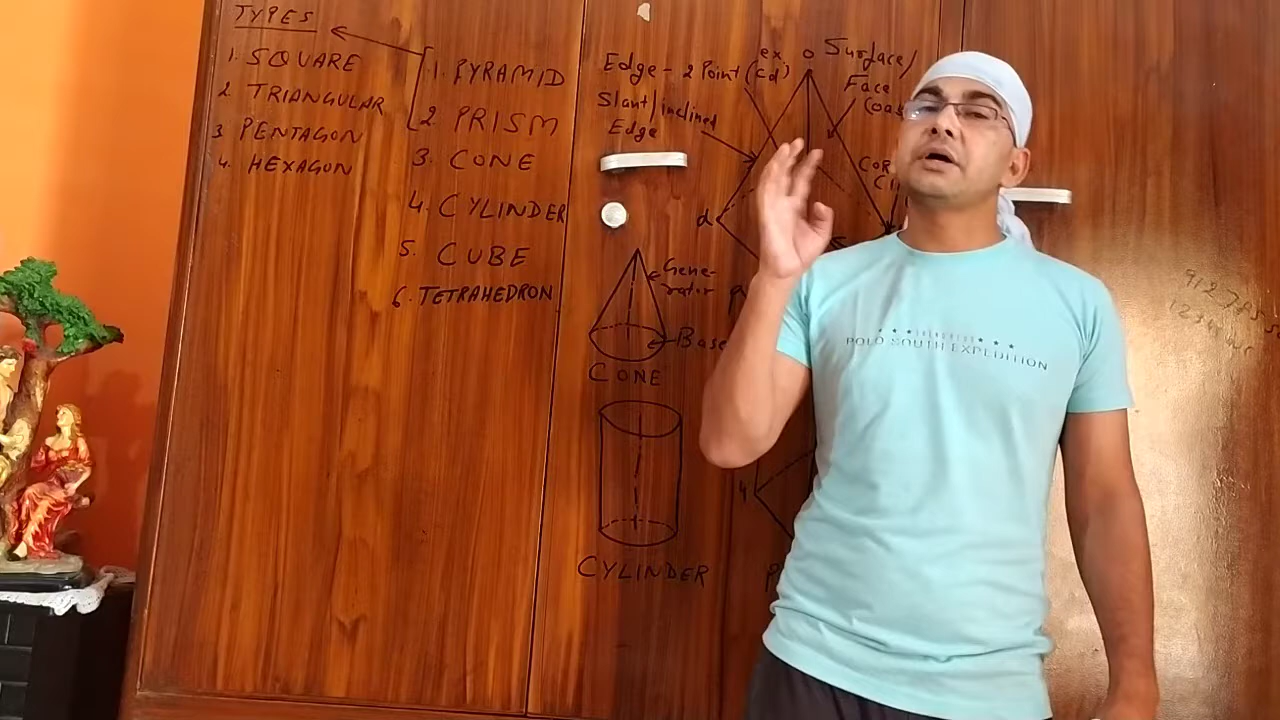 TYPES
1. SQUARE
2. TRIANGULAR
3 PENTAGON
4. HEXAGON
1. PYRAMID
2. PRISM
3. CONE
4. CYLINDER
5. CUBE
6. TETRAHEDRON
ex.
Edge - 2 Point (cd)
Slant/inclined
Edge
o
Surface/
Face
d
Gene-
rator
Base
CONE
4
CYLINDER
POLO SOUTH EXPEDITION